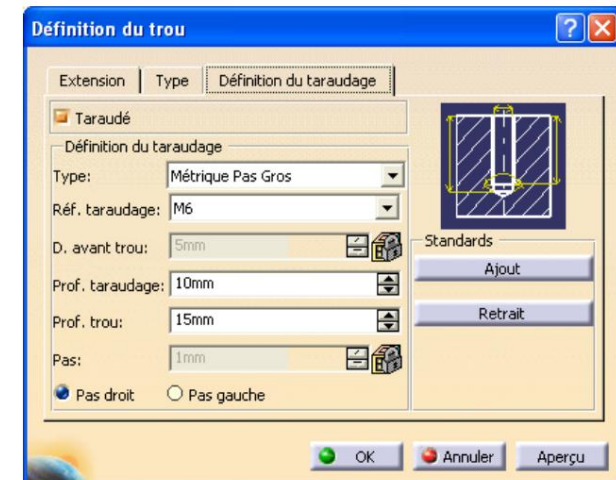 Définition du trou
Extension Type Définition du taraudage
Taraudé
Définition du taraudage
Type: Métrique Pas Gros
Réf. taraudage: M6
D. avant trou: 5mm
Prof. taraudage: 10mm
Prof. trou: 15mm
Pas: 1mm
Pas droit Pas gauche
Standards
Ajout
Retrait
OK Annuler Aperçu